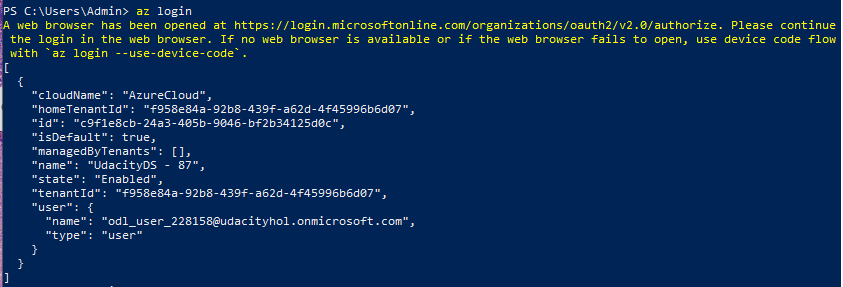 PS C:\Users\Admin> az login
A web browser has been opened at https://login.microsoftonline.com/organizations/oauth2/v2.0/authorize. Please continue
the login in the web browser. If no web browser is available or if the web browser fails to open, use device code flow
with `az login --use-device-code`.
[
  {
    "cloudName": "AzureCloud",
    "homeTenantId": "f958e84a-92b8-439f-a62d-4f45996b6d07",
    "id": "c9f1e8cb-24a3-405b-9046-bf2b34125d0c",
    "isDefault": true,
    "managedByTenants": [],
    "name": "UdacityDS - 87",
    "state": "Enabled",
    "tenantId": "f958e84a-92b8-439f-a62d-4f45996b6d07",
    "user": {
      "name": "odl_user_228158@udacityhol.onmicrosoft.com",
      "type": "user"
    }
  }
]